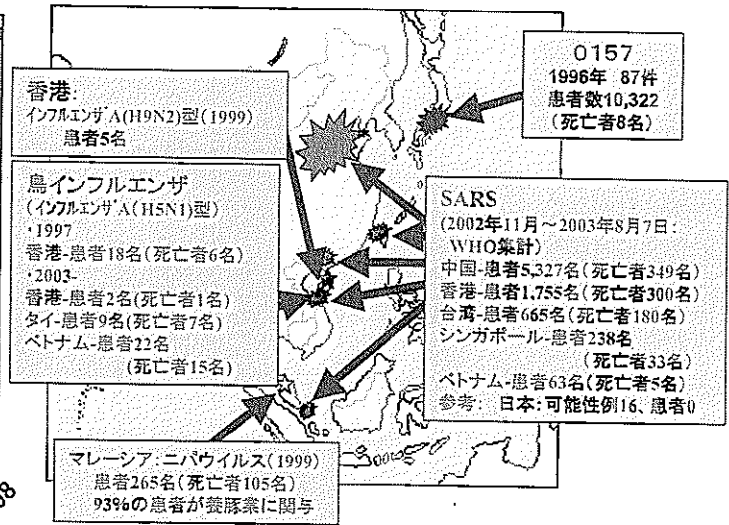 香港:
インフルエンザA(H9N2)型(1999)
患者5名
鳥インフルエンザ
(インフルエンザA(H5N1)型)
・1997
香港-患者18名(死亡者6名)
・2003-
香港-患者2名(死亡者1名)
タイ-患者9名(死亡者7名)
ベトナム-患者22名
(死亡者15名)
O157
1996年 87件
患者数10,322
(死亡者8名)
SARS
(2002年11月~2003年8月7日:
WHO集計)
中国-患者5,327名(死亡者349名)
香港-患者1,755名(死亡者300名)
台湾-患者665名(死亡者180名)
シンガポール-患者238名
(死亡者33名)
ベトナム-患者63名(死亡者5名)
参考: 日本:可能性例16、患者0
マレーシア:ニパウイルス(1999)
患者265名(死亡者105名)
93%の患者が養豚業に関与